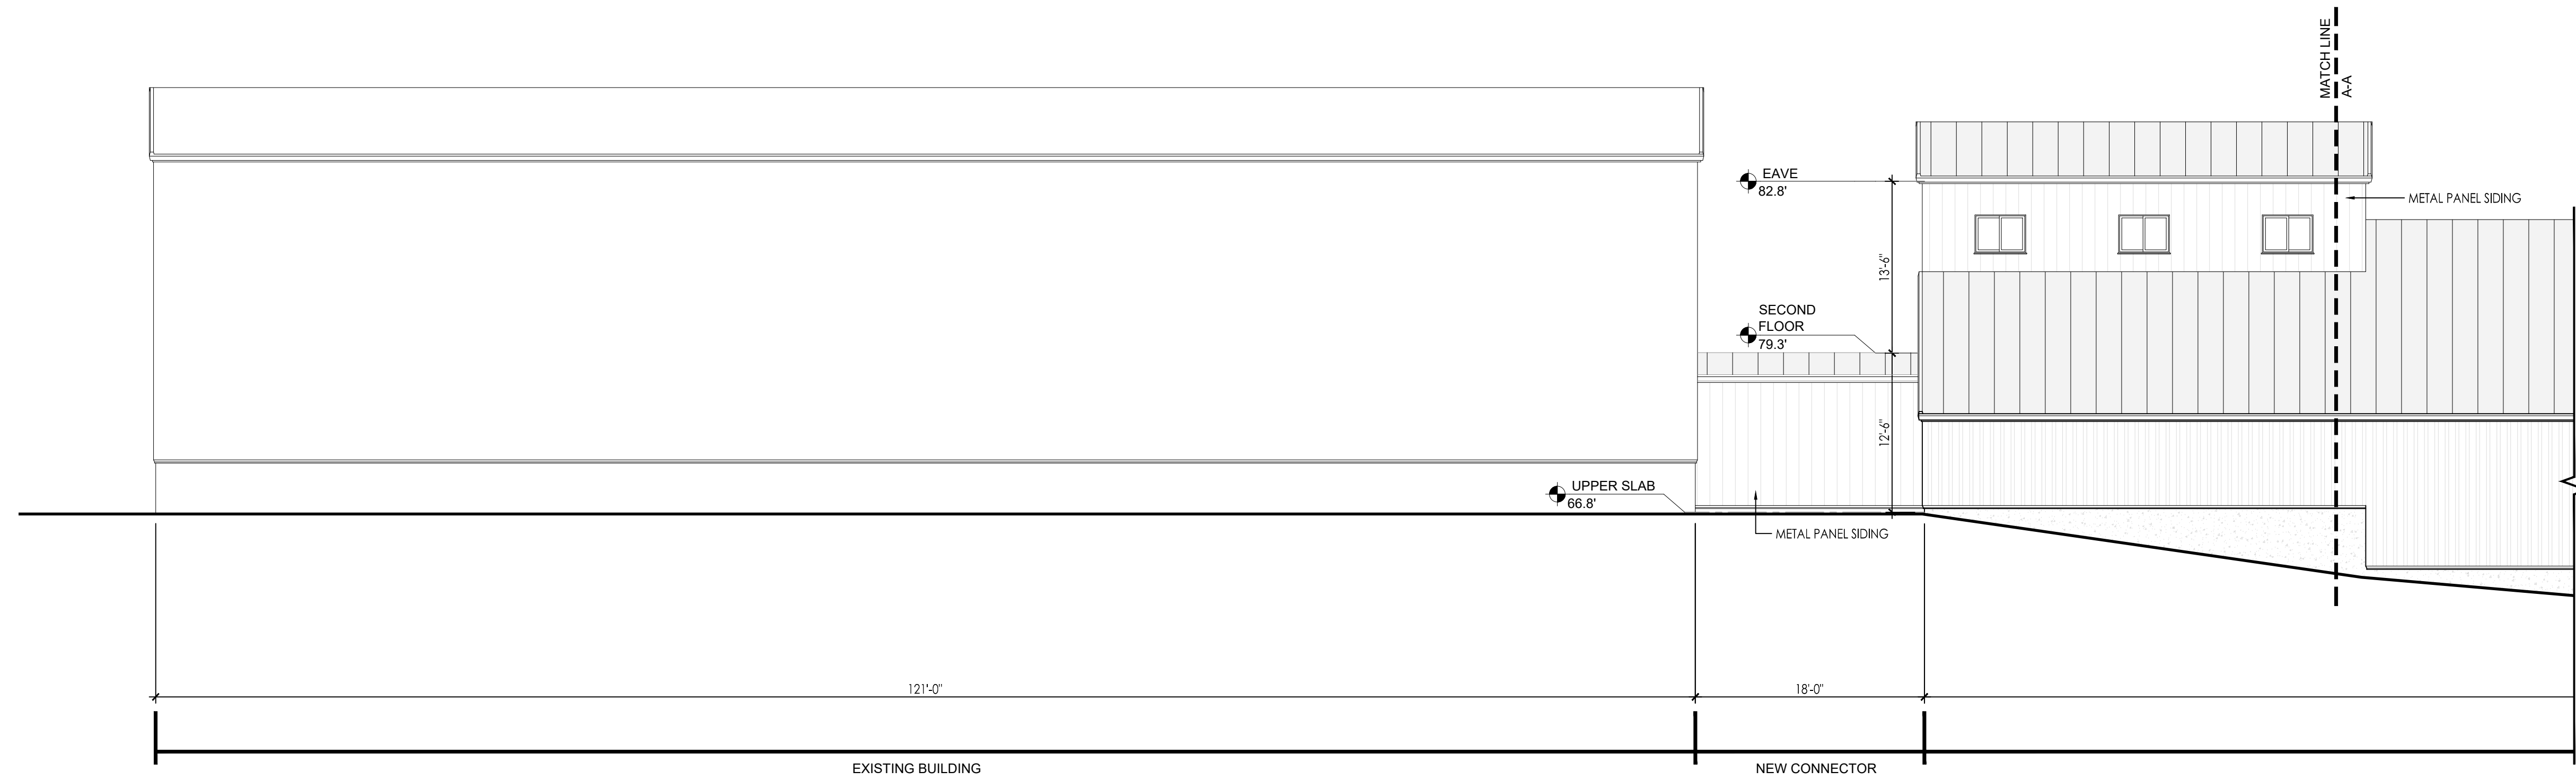 MATCH LINE
A-A
EAVE
82.8'
METAL PANEL SIDING
13'-6"
SECOND
FLOOR
79.3'
12'-6"
UPPER SLAB
66.8'
METAL PANEL SIDING
121'-0"
18'-0"
EXISTING BUILDING
NEW CONNECTOR